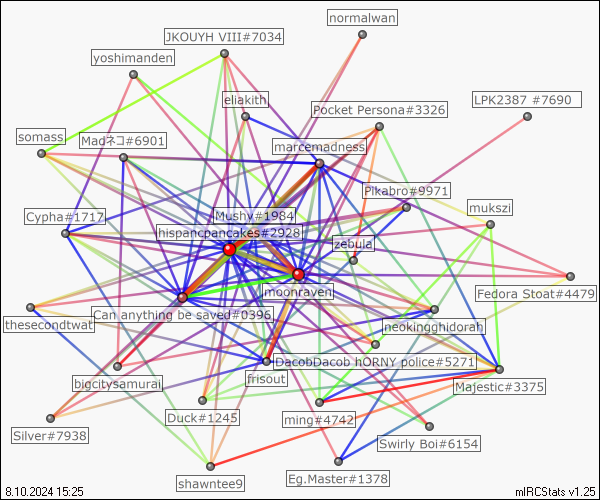 normalwan
JKOUYH VIII#7034
yoshimanden
eliakith
LPK2387 #7690
Pocket Persona#3326
somass
Madネコ#6901
marcemadness
Pikabro#9971
mukszi
Cypha#1717
Mushy#1984
hispancpancakes#2928
zebula
moonraven
Fedora Stoat#4479
Can anything be saved#0396
thesecondtwat
neokingghidorah
DacobDacob hORNY police#5271
bigcitysamurai
frisout
Majestic#3375
Duck#1245
ming#4742
Silver#7938
Swirly Boi#6154
shawntee9
Eg.Master#1378
8.10.2024 15:25
mIRCStats v1.25